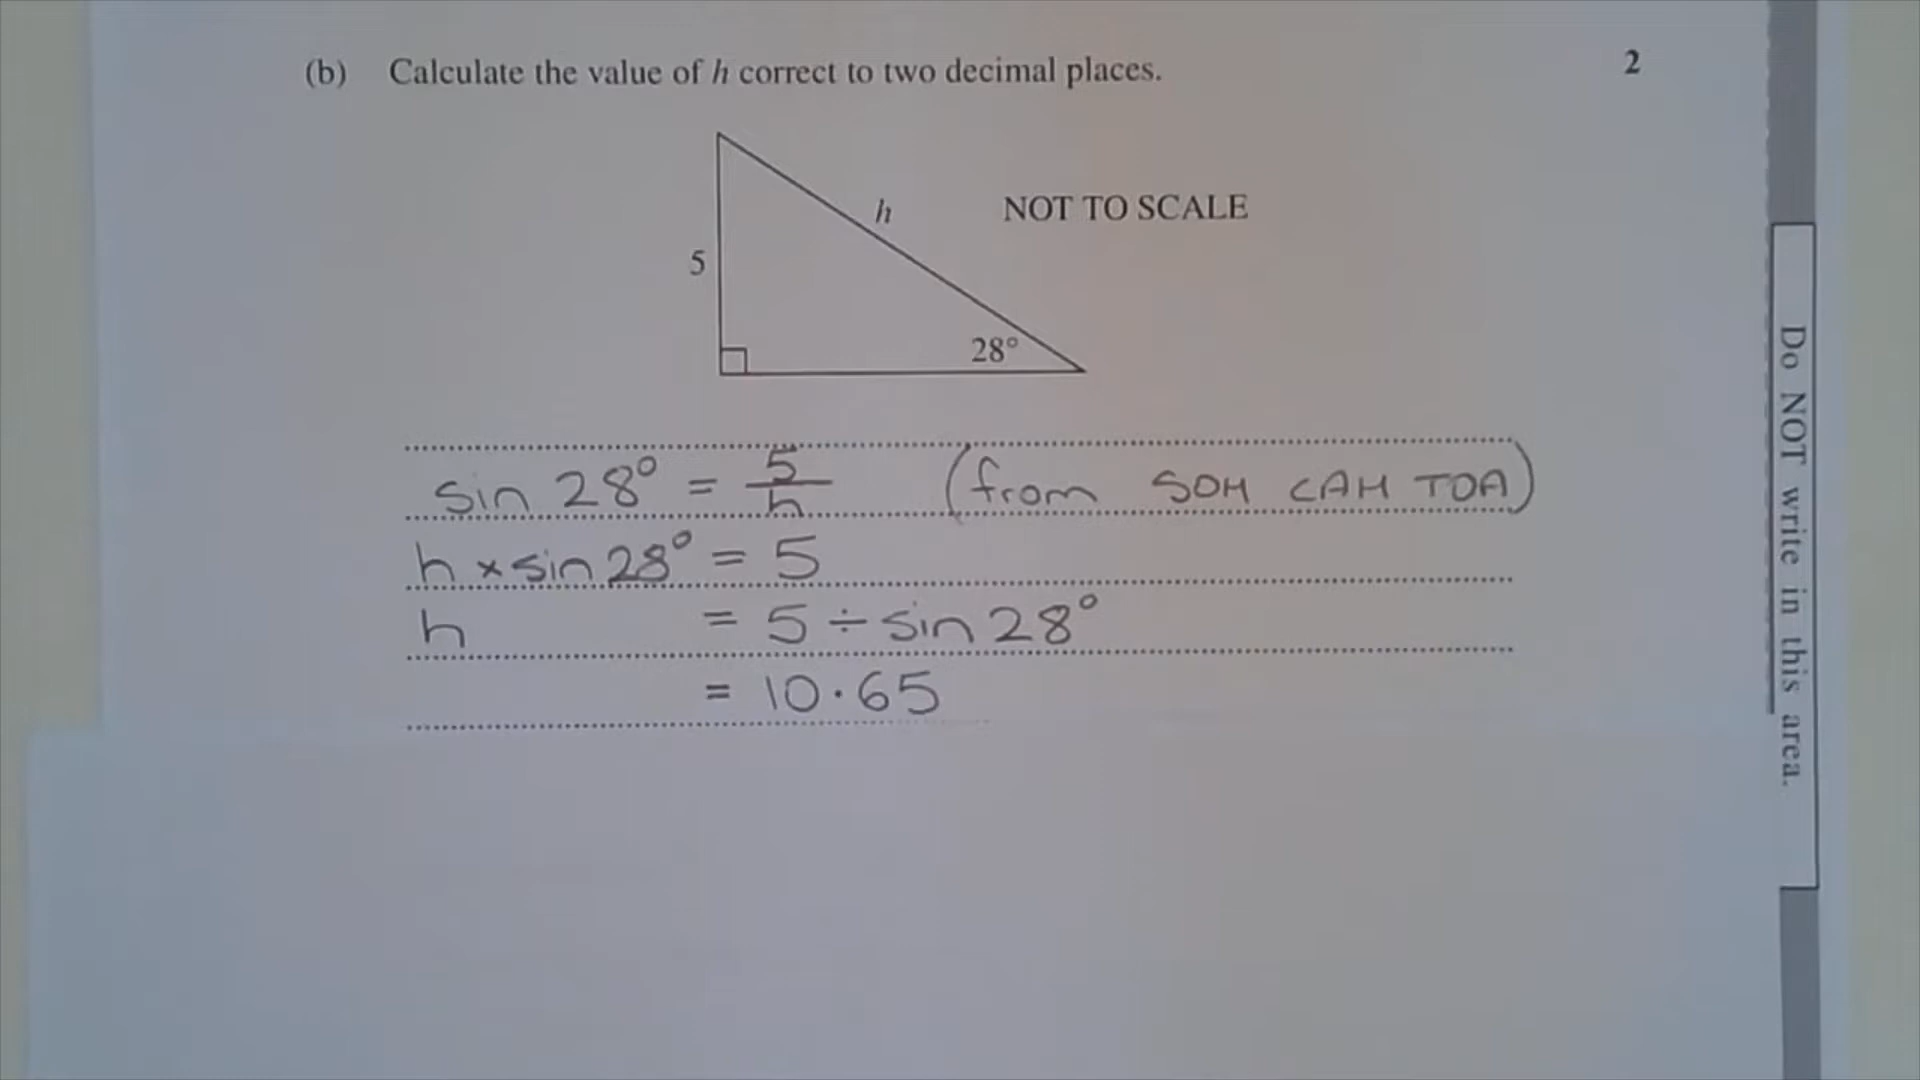 (b) Calculate the value of h correct to two decimal places. 2
h NOT TO SCALE
5
28°
sin 28° = 5/h (from SOH CAH TOA)
h × sin 28° = 5
h = 5 ÷ sin 28°
= 10.65
Do NOT write in this area.